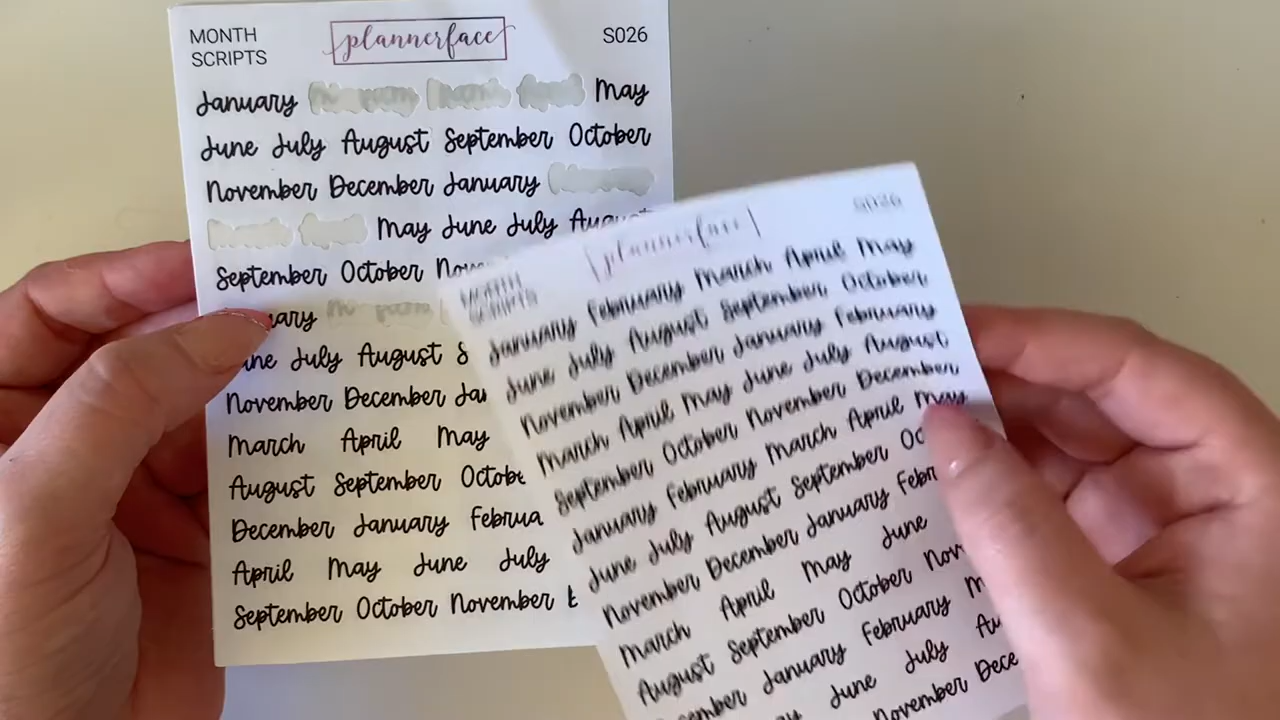 MONTH
SCRIPTS
plannerface
S026
January May
June July August September October
November December January
May June July August
September October
June July August
November December
March April May
August September
December January
April May June July
September October November
MONTH
SCRIPTS
plannerface
S026
January February March April May
June July August September October
November December January February
March April May June July August
September October November December
January February March April May
June July August September
November December January
March April May June
August September October
January February
June July
November